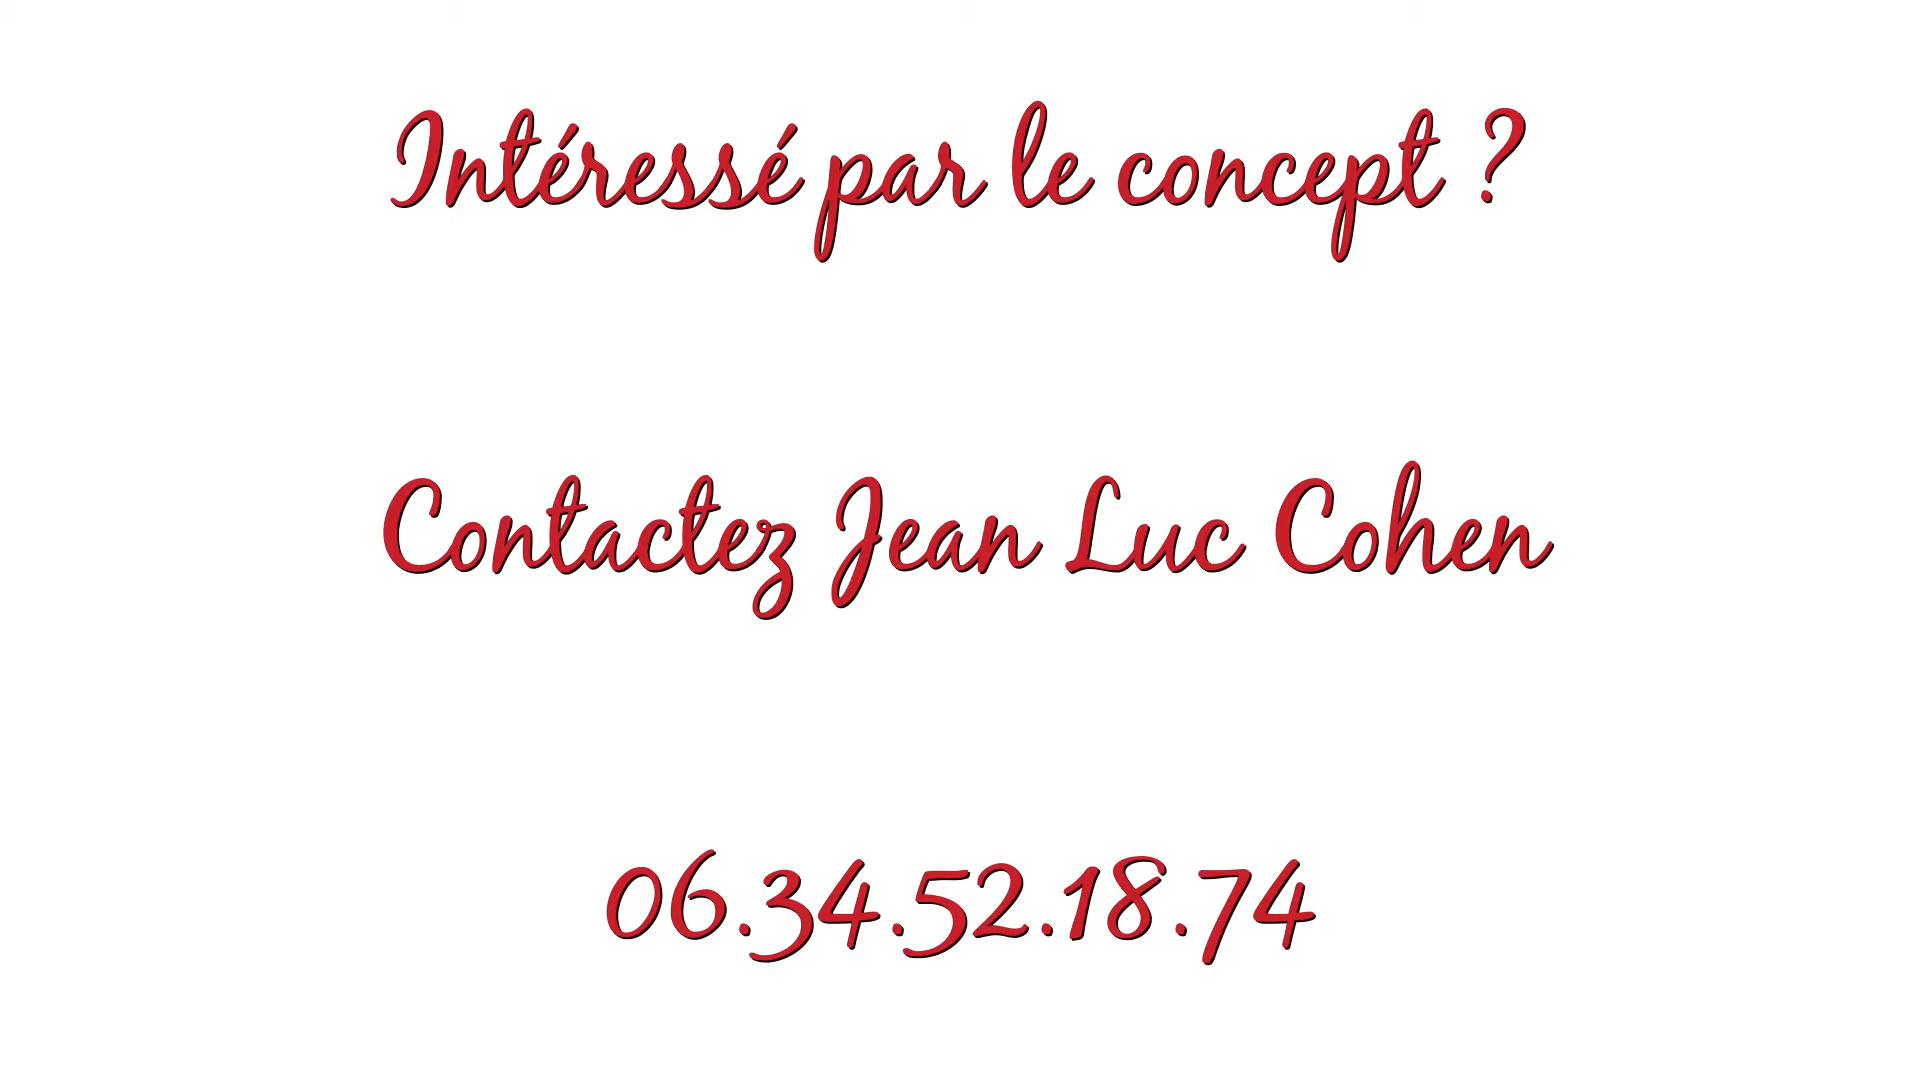 Intéressé par le concept ?
Contactez Jean Luc Cohen
06.34.52.18.74